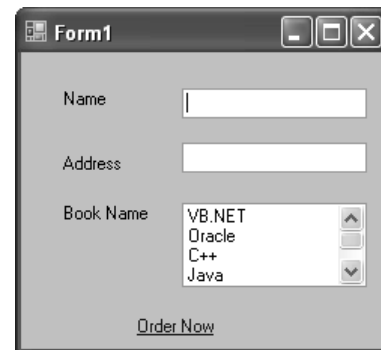 Form1
Name
Address
Book Name
VB.NET
Oracle
C++
Java
Order Now